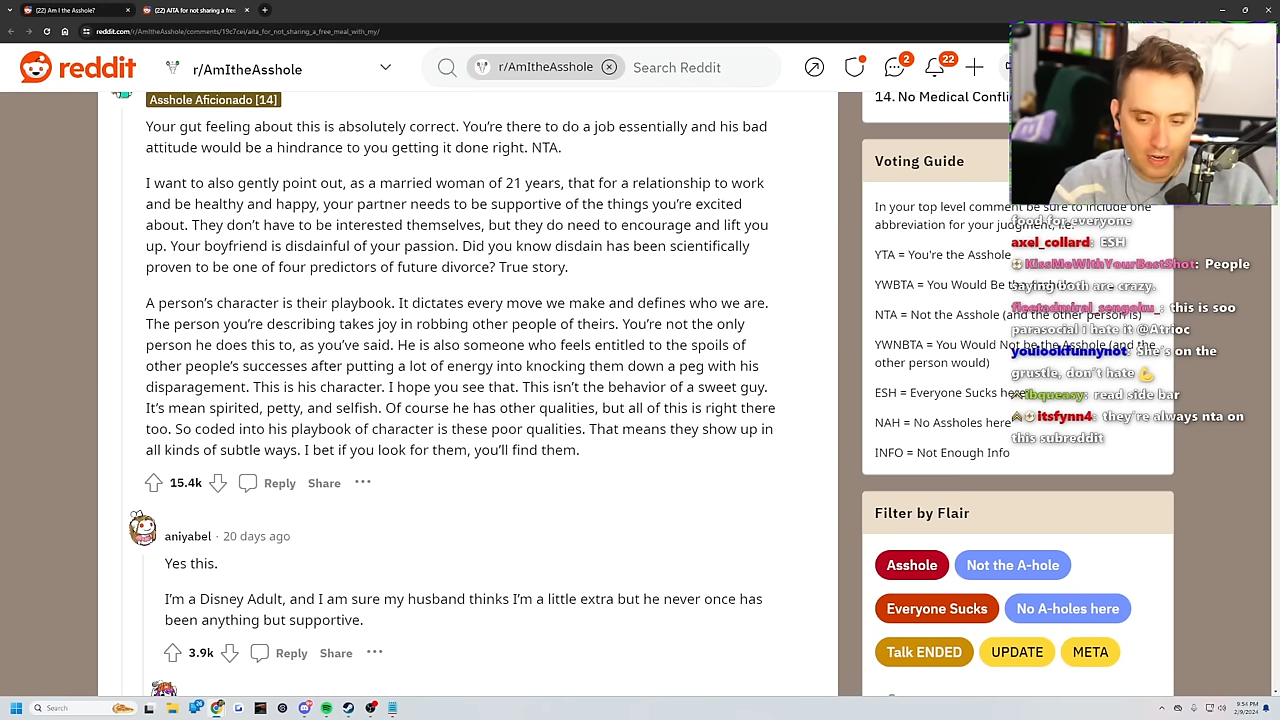 (22) Am I the Asshole?
(22) AITA for not sharing a free
reddit.com/r/AmItheAsshole/comments/19c7ce/aita_for_not_sharing_a_free_meal_with_my/
reddit
r/AmItheAsshole
r/AmItheAsshole
Search Reddit
2
22
Asshole Aficionado [14]
Your gut feeling about this is absolutely correct. You're there to do a job essentially and his bad
attitude would be a hindrance to you getting it done right. NTA.
I want to also gently point out, as a married woman of 21 years, that for a relationship to work
and be healthy and happy, your partner needs to be supportive of the things you're excited
about. They don't have to be interested themselves, but they do need to encourage and lift you
up. Your boyfriend is disdainful of your passion. Did you know disdain has been scientifically
proven to be one of four predictors of future divorce? True story.
A person's character is their playbook. It dictates every move we make and defines who we are.
The person you're describing takes joy in robbing other people of theirs. You're not the only
person he does this to, as you've said. He is also someone who feels entitled to the spoils of
other people's successes after putting a lot of energy into knocking them down a peg with his
disparagement. This is his character. I hope you see that. This isn't the behavior of a sweet guy.
It's mean spirited, petty, and selfish. Of course he has other qualities, but all of this is right there
too. So coded into his playbook of character is these poor qualities. That means they show up in
all kinds of subtle ways. I bet if you look for them, you'll find them.
15.4k
Reply
Share
aniyabel · 20 days ago
Yes this.
I'm a Disney Adult, and I am sure my husband thinks I'm a little extra but he never once has
been anything but supportive.
3.9k
Reply
Share
14. No Medical Confli
Voting Guide
In your top level comment be sure to include one
abbreviation for your judgment, i.e.
YTA = You're the Asshole
YWBTA = You Would Be the
NTA = Not the Asshole (and the other person is)
YWNBTA = You Would Not be the Asshole (and the
other person would)
ESH = Everyone Sucks here
NAH = No Assholes here
INFO = Not Enough Info
Filter by Flair
Asshole
Not the A-hole
Everyone Sucks
No A-holes here
Talk ENDED
UPDATE
META
food for everyone
axel_collard: ESH
KissMeWithYourBestShot: People
saying both are crazy.
fleetadmiral_sengoku_: this is soo
parasocial i hate it @Atrioc
youlookfunnynot: She's on the
grustle, don't hate
ibqueasy: read side bar
itsfynn4: they're always nta on
this subreddit
Search
9:54 PM
2/9/2024